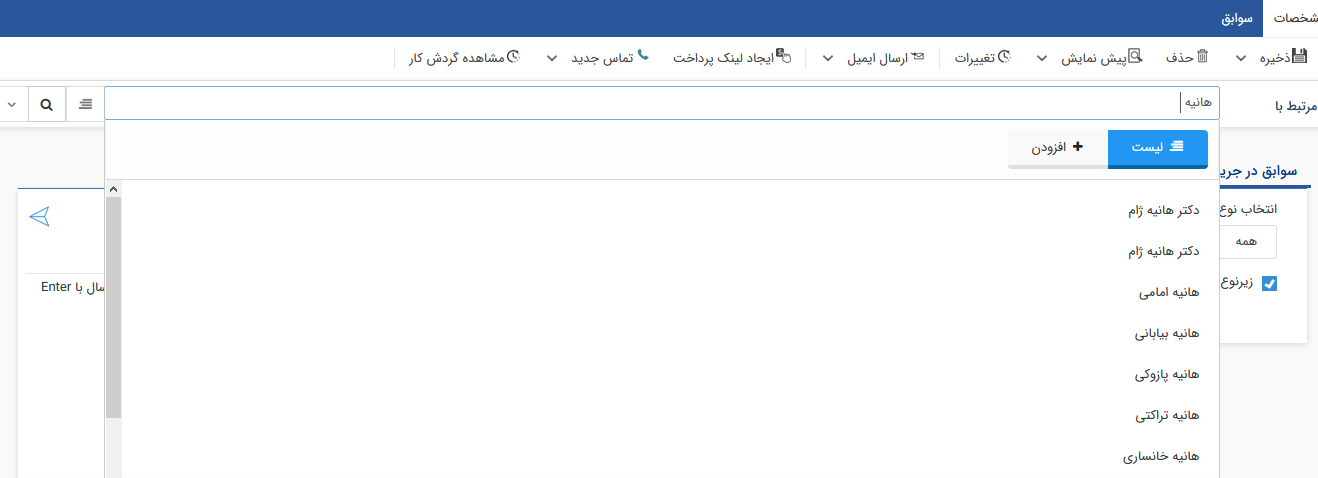 مشخصات سوابق
ذخیره حذف پیش نمایش تغییرات ارسال ایمیل ایجاد لینک پرداخت تماس جدید مشاهده گردش کار
مرتبط با هانیه
لیست افزودن
سوابق در جری
انتخاب نوع
همه
زیرنوع
سال با Enter
دکتر هانیه ژام
دکتر هانیه ژام
هانیه امامی
هانیه بیابانی
هانیه پازوکی
هانیه تراکتی
هانیه خانساری